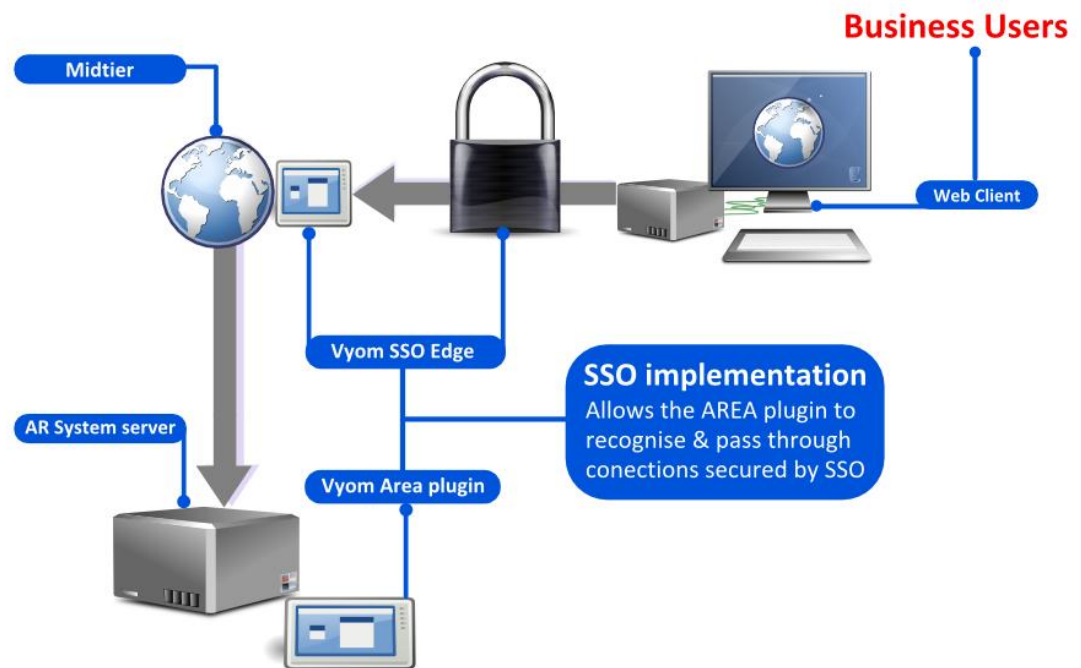 Business Users
Midtier
Web Client
Vyom SSO Edge
SSO implementation
Allows the AREA plugin to
recognise & pass through
conections secured by SSO
AR System server
Vyom Area plugin